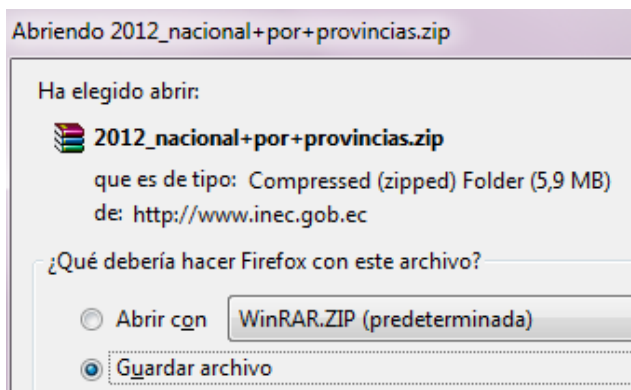 Abriendo 2012_nacional+por+provincias.zip
Ha elegido abrir:
2012_nacional+por+provincias.zip
que es de tipo: Compressed (zipped) Folder (5,9 MB)
de: http://www.inec.gob.ec
¿Qué debería hacer Firefox con este archivo?
Abrir con WinRAR.ZIP (predeterminada)
Guardar archivo